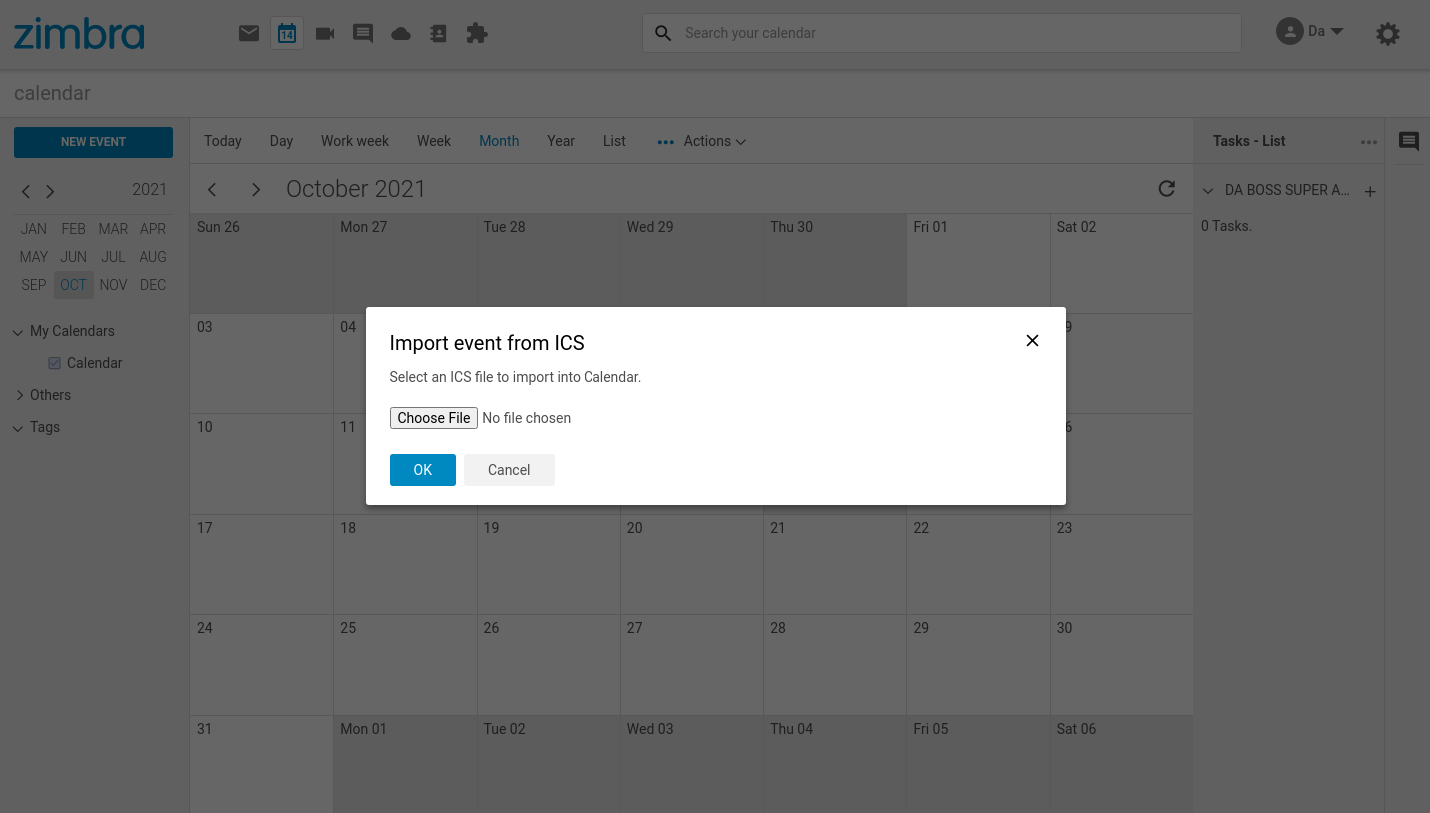 zimbra
14
Search your calendar
Da
calendar
NEW EVENT
Today Day Work week Week Month Year List Actions
Tasks - List
2021
October 2021
DA BOSS SUPER A...
0 Tasks.
JAN FEB MAR APR
MAY JUN JUL AUG
SEP OCT NOV DEC
My Calendars
Calendar
Others
Tags
Sun 26 Mon 27 Tue 28 Wed 29 Thu 30 Fri 01 Sat 02
03 04 9
Import event from ICS
Select an ICS file to import into Calendar.
Choose File No file chosen
OK Cancel
10 11 6
17 18 19 20 21 22 23
24 25 26 27 28 29 30
31 Mon 01 Tue 02 Wed 03 Thu 04 Fri 05 Sat 06